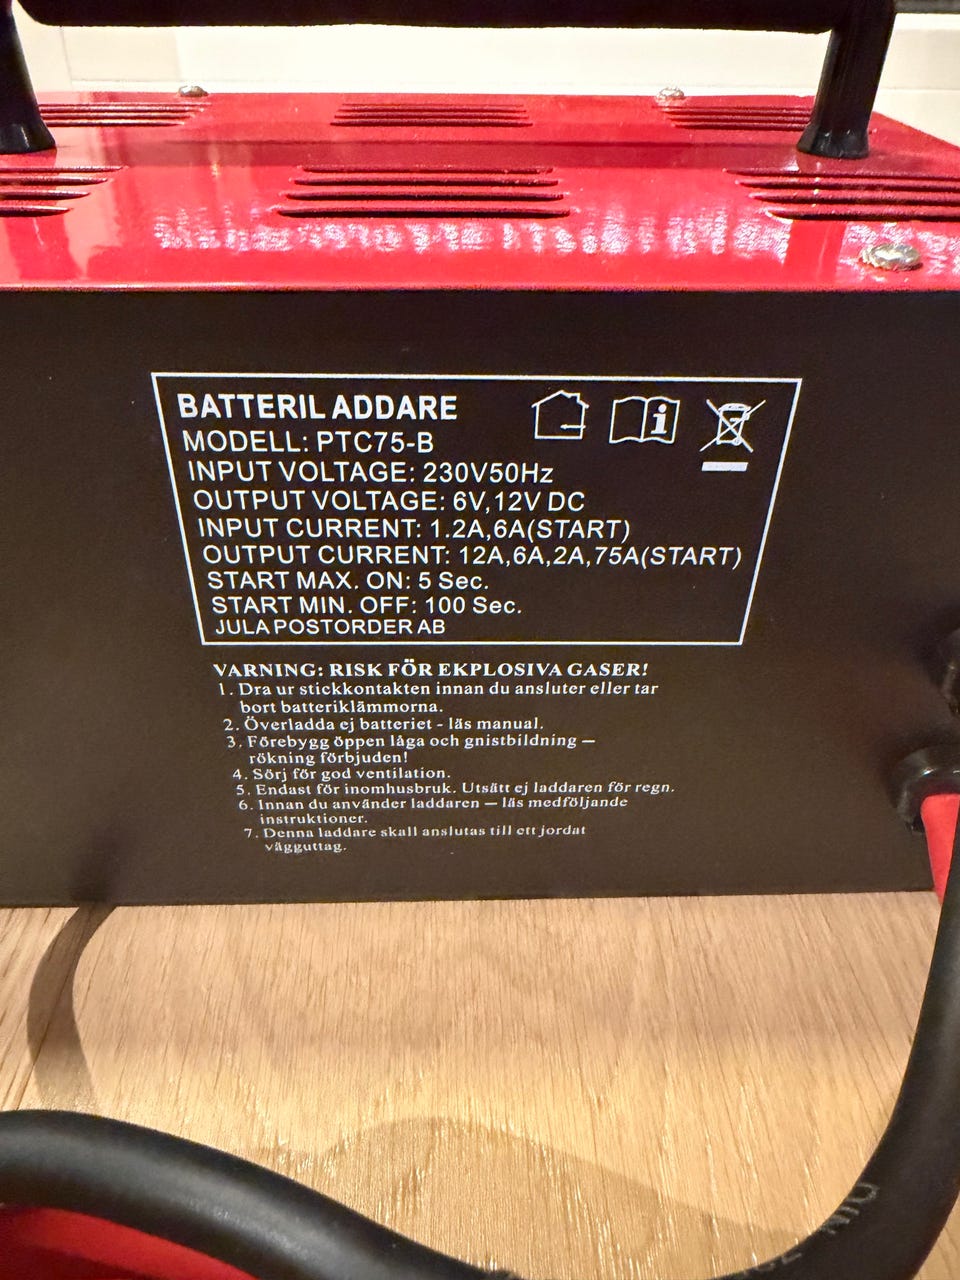 BATTERIL ADDARE
MODELL: PTC75-B
INPUT VOLTAGE: 230V50Hz
OUTPUT VOLTAGE: 6V,12V DC
INPUT CURRENT: 1.2A,6A(START)
OUTPUT CURRENT: 12A,6A,2A,75A(START)
START MAX. ON: 5 Sec.
START MIN. OFF: 100 Sec.
JULA POSTORDER AB
VARNING: RISK FÖR EKPLOSIVA GASER!
1. Dra ur stickkontakten innan du ansluter eller tar
bort batteriklämmorna.
2. Överladda ej batteriet - läs manual.
3. Förebygg öppen låga och gnistbildning –
rökning förbjuden!
4. Sörj för god ventilation.
5. Endast för inomhusbruk. Utsätt ej laddaren för regn.
6. Innan du använder laddaren – läs medföljande
instruktioner.
7. Denna laddare skall anslutas till ett jordat
vägguttag.